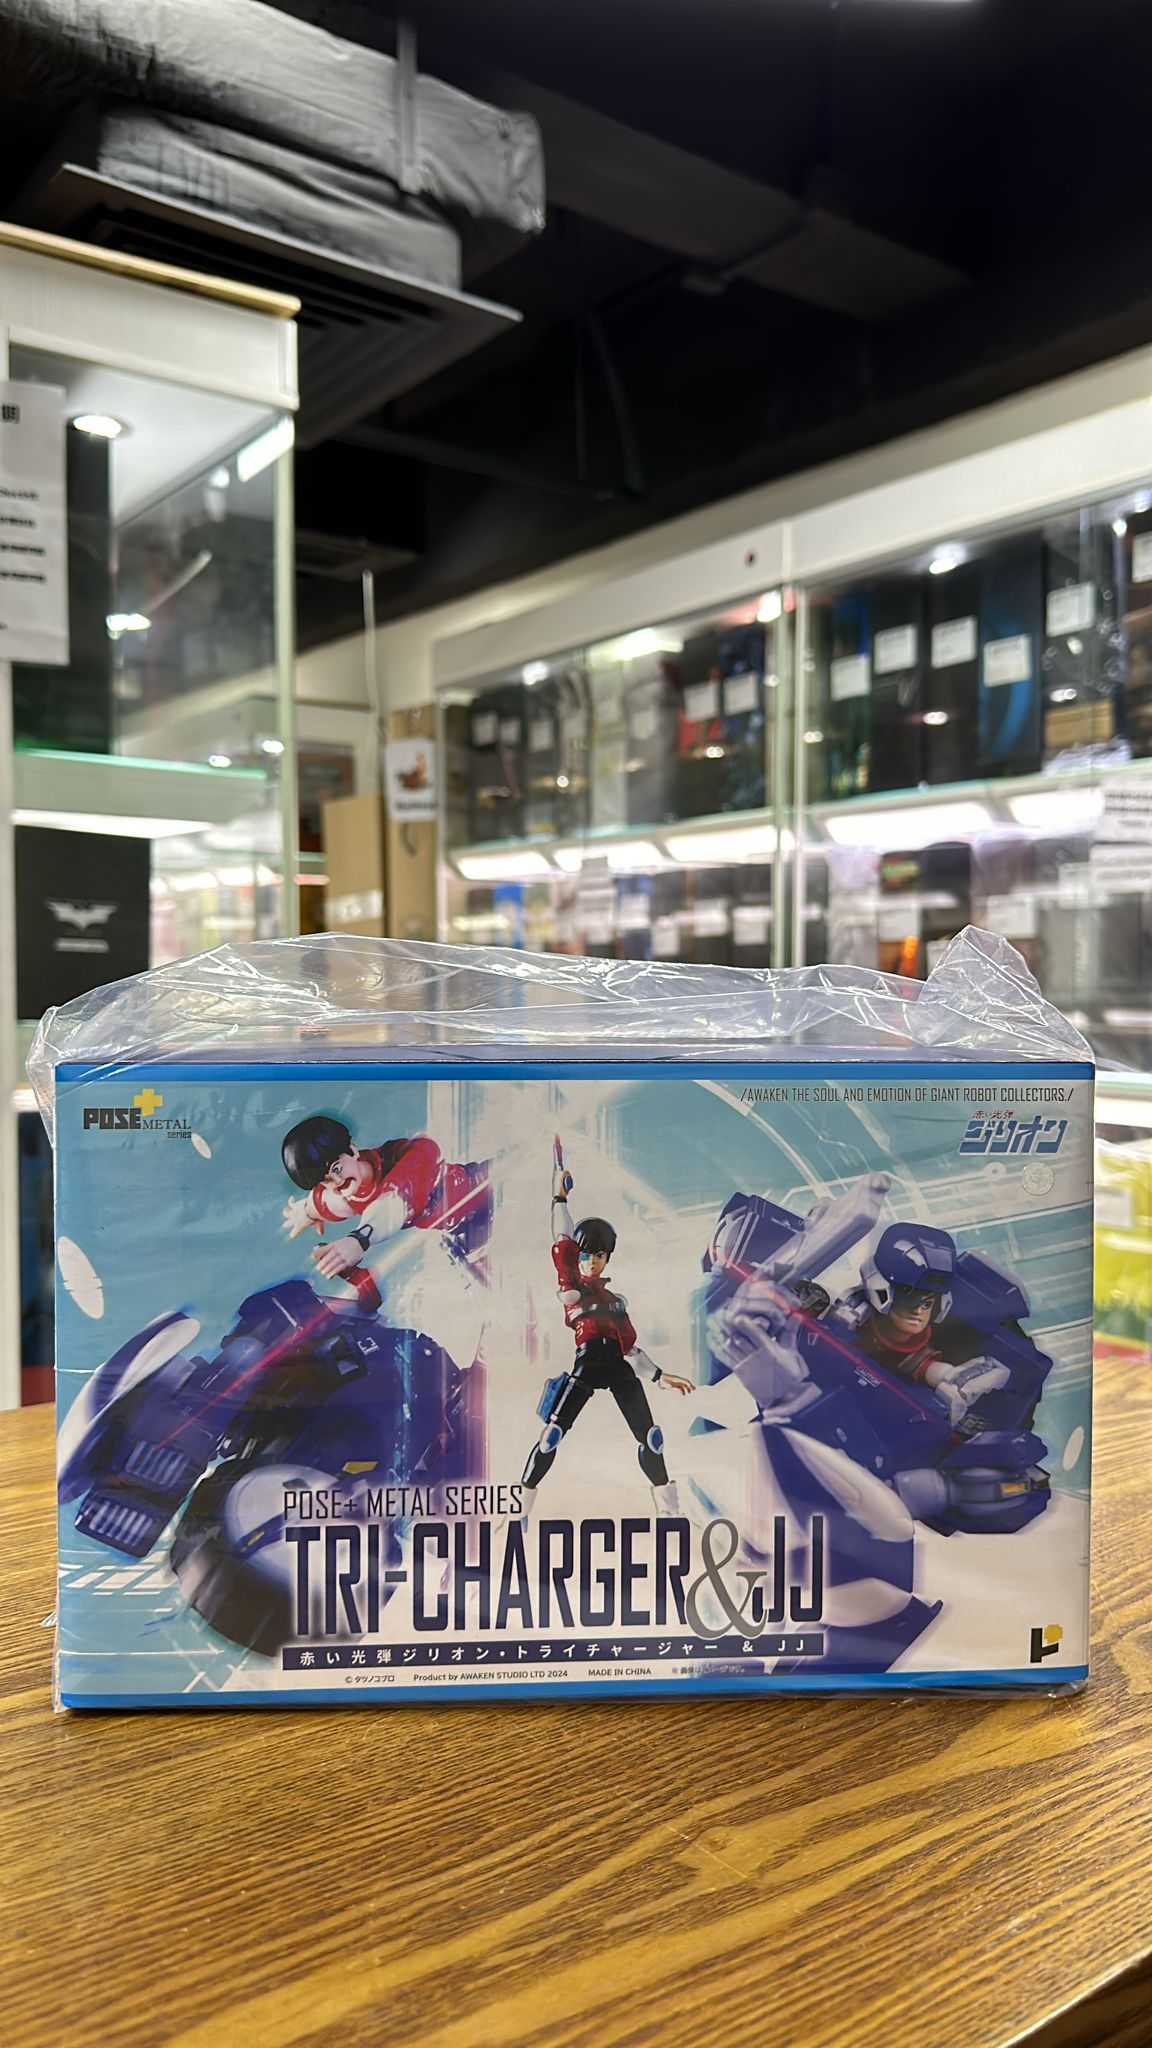 POSE+ METAL
series
/AWAKEN THE SOUL AND EMOTION OF GIANT ROBOT COLLECTORS./
赤い光弾
ジリオン
CAUTION
POSE+ METAL SERIES
TRI-CHARGER&JJ
赤い光弾ジリオン・トライチャージャー & JJ
© タツノコプロ Product by AWAKEN STUDIO LTD 2024 MADE IN CHINA